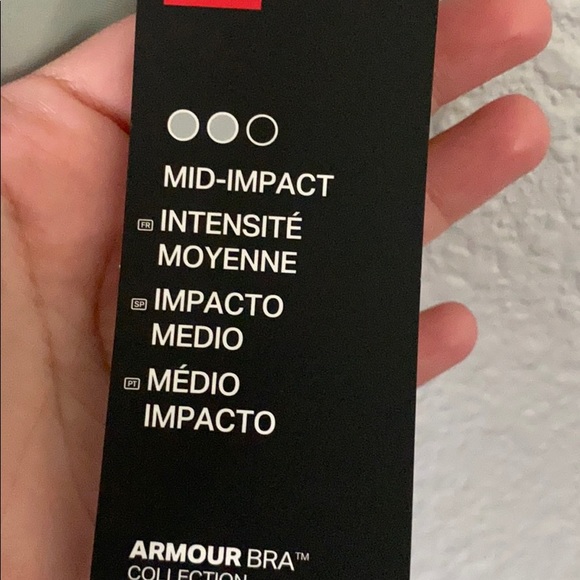 MID-IMPACT
FR INTENSITÉ
MOYENNE
SP IMPACTO
MEDIO
PT MÉDIO
IMPACTO
ARMOUR BRA™
COLLECTION